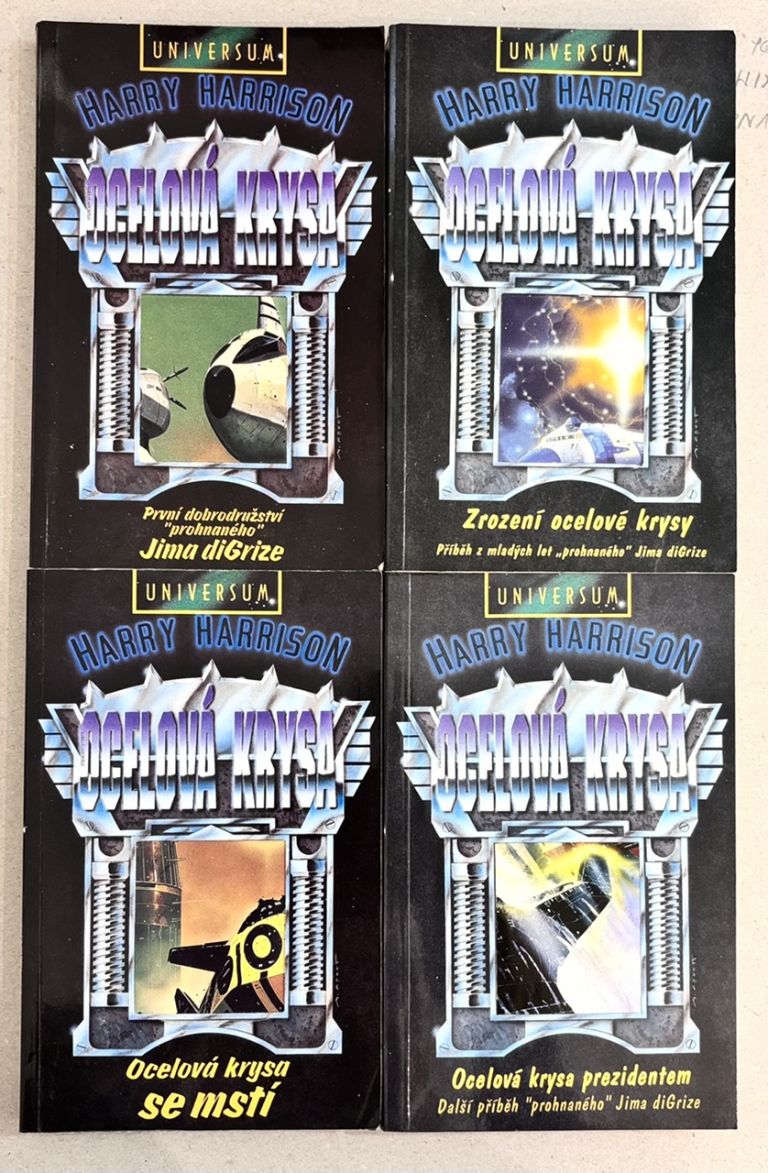 UNIVERSUM
HARRY HARRISON
OCELOVÁ KRYSA
První dobrodružství
"prohnaného"
Jima diGrize
UNIVERSUM
HARRY HARRISON
OCELOVÁ KRYSA
Zrození ocelové krysy
Příběh z mladých let „prohnaného" Jima diGrize
UNIVERSUM
HARRY HARRISON
OCELOVÁ KRYSA
Ocelová krysa
se mstí
UNIVERSUM
HARRY HARRISON
OCELOVÁ KRYSA
Ocelová krysa prezidentem
Další příběh "prohnaného" Jima diGrize